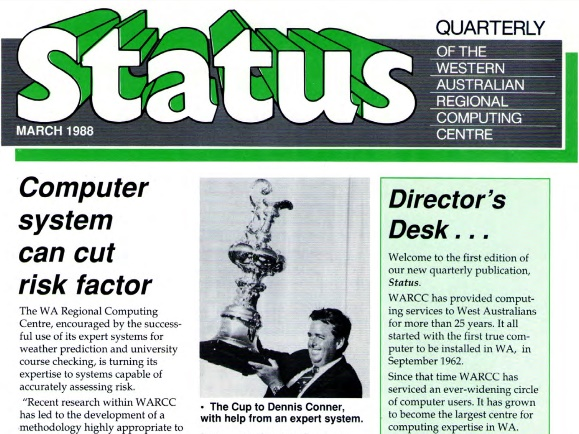 Status
QUARTERLY
OF THE
WESTERN
AUSTRALIAN
REGIONAL
COMPUTING
CENTRE
MARCH 1988
Computer
system
can cut
risk factor
The WA Regional Computing
Centre, encouraged by the success-
ful use of its expert systems for
weather prediction and university
course checking, is turning its
expertise to systems capable of
accurately assessing risk.
"Recent research within WARCC
has led to the development of a
methodology highly appropriate to
• The Cup to Dennis Conner,
with help from an expert system.
Director's
Desk . . .
Welcome to the first edition of
our new quarterly publication,
Status.
WARCC has provided comput-
ing services to West Australians
for more than 25 years. It all
started with the first true com-
puter to be installed in WA, in
September 1962.
Since that time WARCC has
serviced an ever-widening circle
of computer users. It has grown
to become the largest centre for
computing expertise in WA.